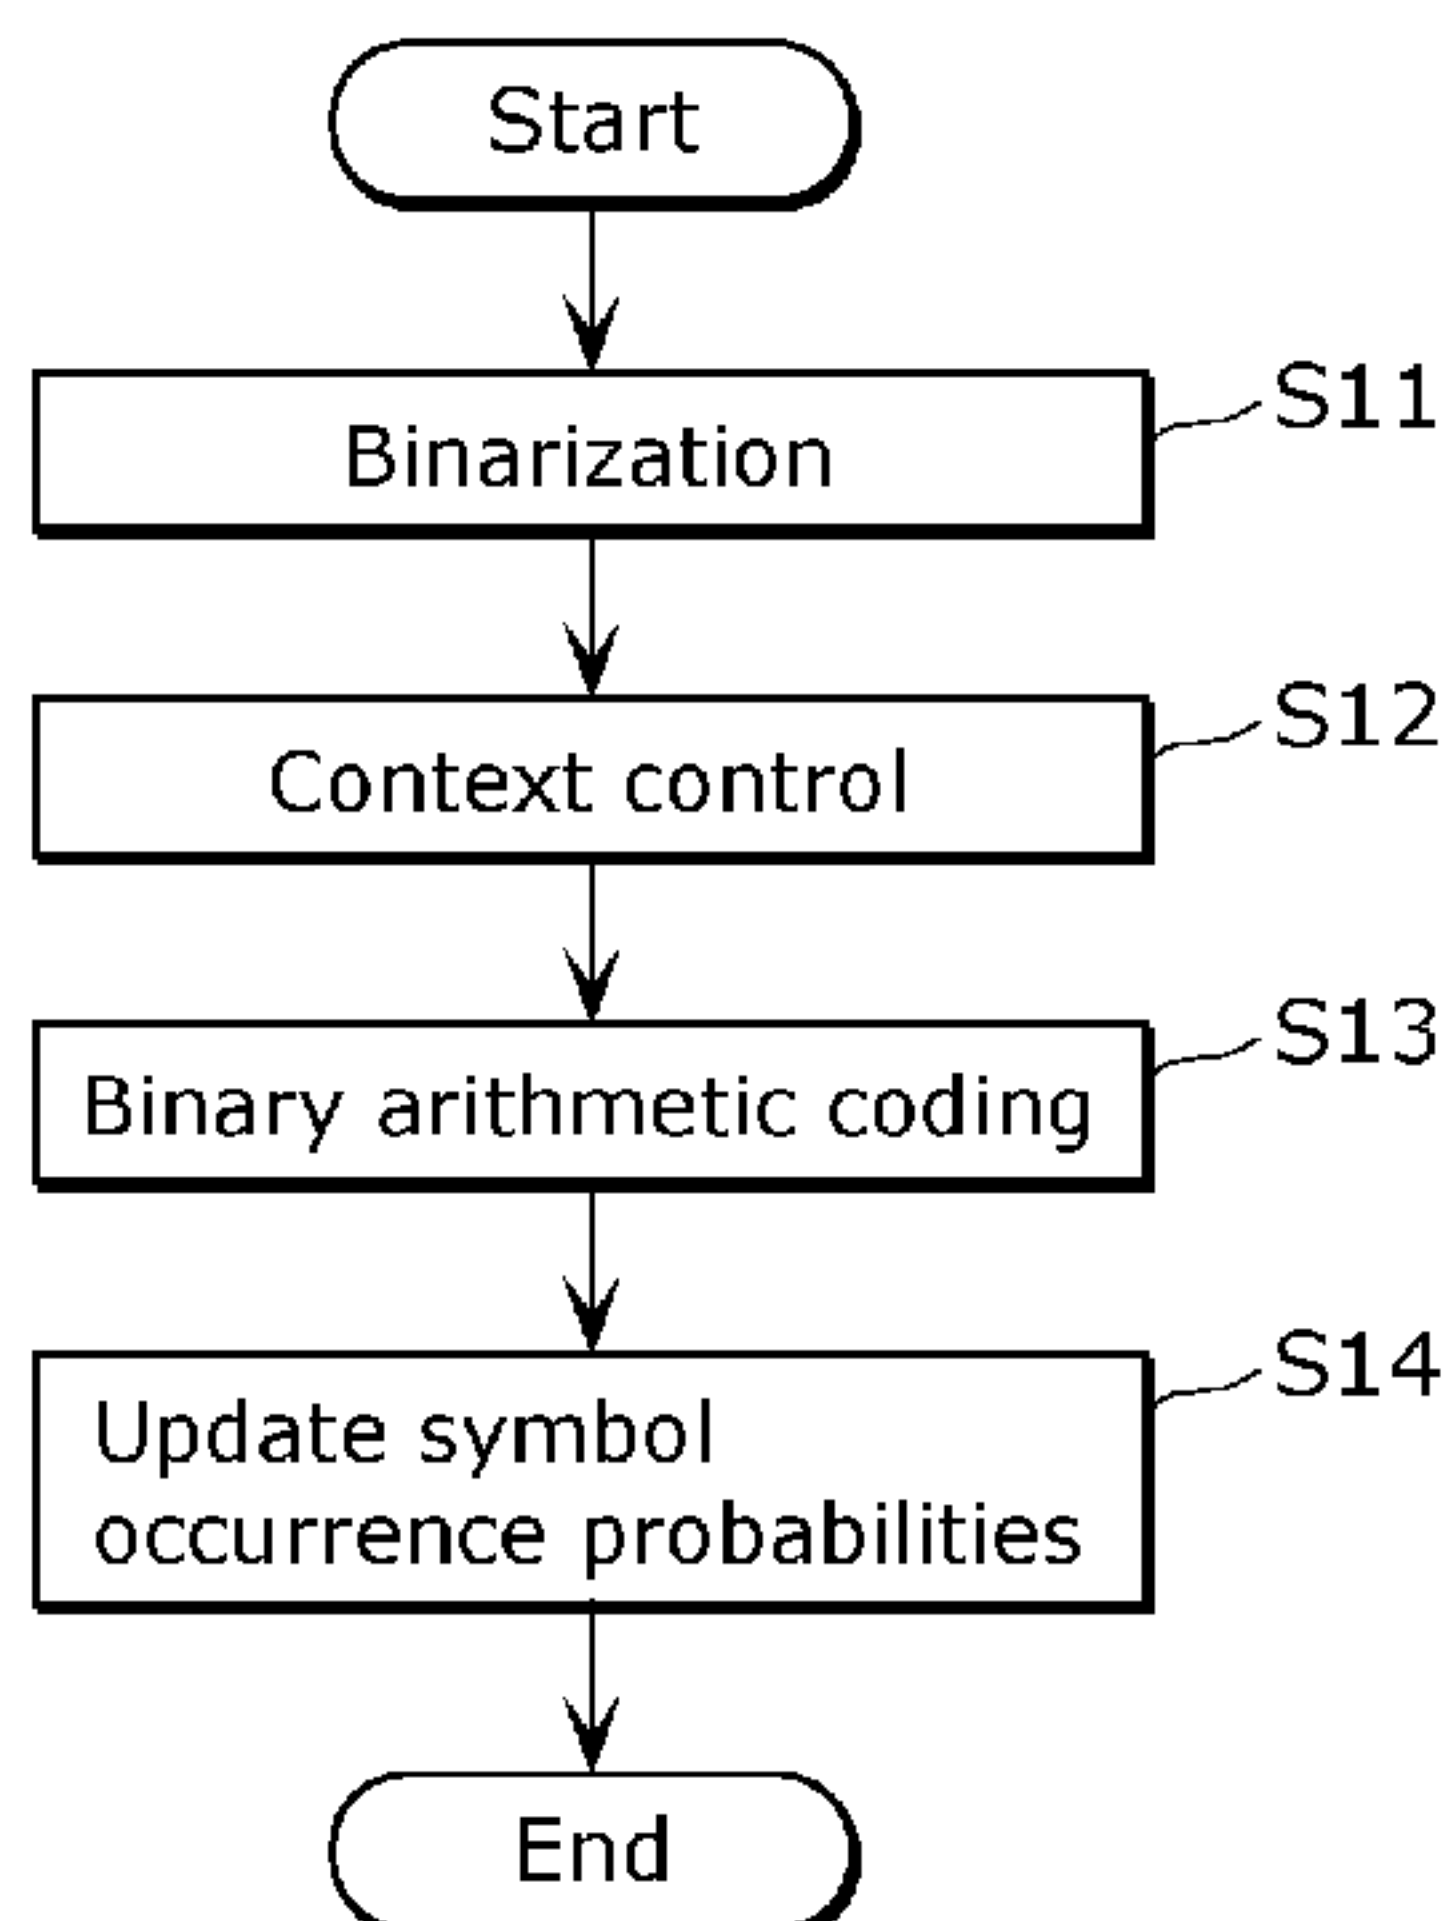 Start
Binarization
S11
Context control
S12
Binary arithmetic coding
S13
Update symbol
occurrence probabilities
S14
End